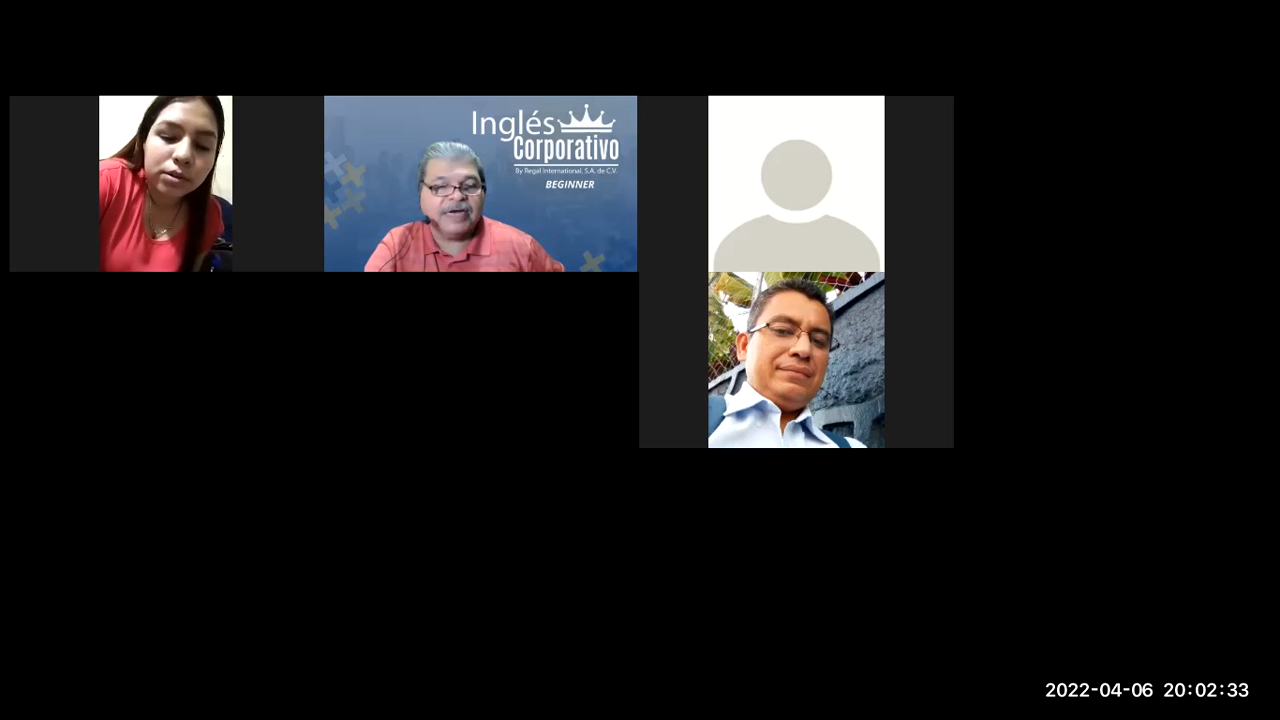 Inglés
Corporativo
By Regal International, S.A. de C.V.
BEGINNER
2022-04-06 20:02:33